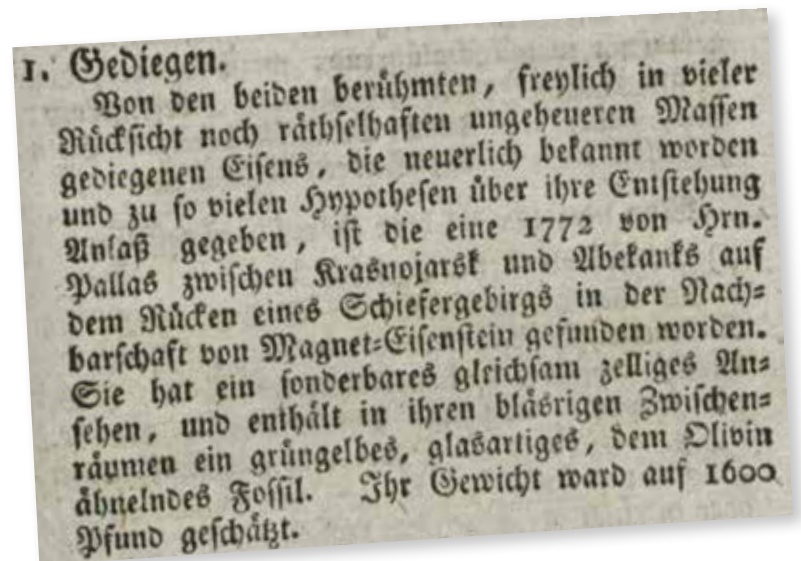 1. Gediegen.
Von den beiden berühmten, freylich in vieler
Rücksicht noch räthselhaften ungeheueren Massen
gediegenen Eisens, die neuerlich bekannt worden
und zu so vielen Hypothesen über ihre Entstehung
Anlaß gegeben, ist die eine 1772 von Hrn.
Pallas zwischen Krasnojarsk und Abekansk auf
dem Rücken eines Schiefergebirgs in der Nach=
barschaft von Magnet=Eisenstein gefunden worden.
Sie hat ein sonderbares gleichsam zelliges An=
sehen, und enthält in ihren bläsrigen Zwischen=
räumen ein grüngelbes, glasartiges, dem Olivin
ähnelndes Fossil. Ihr Gewicht ward auf 1600
Pfund geschätzt.